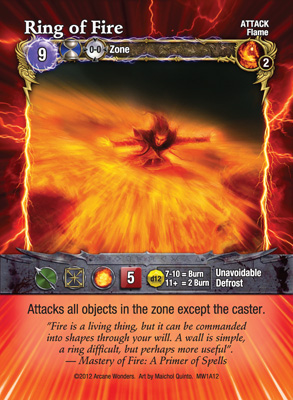 Ring of Fire
ATTACK
Flame
9
0-0 Zone
2
5
d12
7-10 = Burn
11+ = 2 Burn
Unavoidable
Defrost
Attacks all objects in the zone except the caster.
"Fire is a living thing, but it can be commanded
into shapes through your will. A wall is simple,
a ring difficult, but perhaps more useful".
— Mastery of Fire: A Primer of Spells
©2012 Arcane Wonders. Art by Maichol Quinto. MW1A12